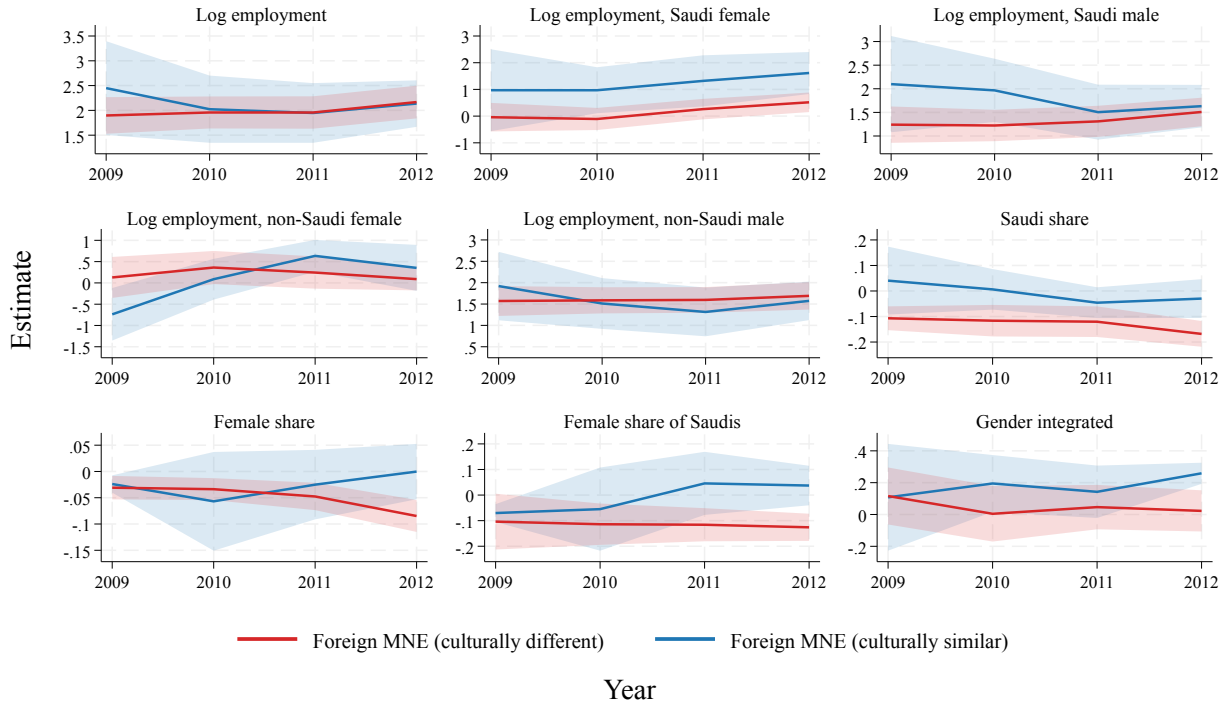 Log employment
3.5
3
2.5
2
1.5
2009 2010 2011 2012
Log employment, Saudi female
3
2
1
0
-1
2009 2010 2011 2012
Log employment, Saudi male
3
2.5
2
1.5
1
2009 2010 2011 2012
Log employment, non-Saudi female
1
.5
0
-.5
-1
-1.5
2009 2010 2011 2012
Log employment, non-Saudi male
3
2.5
2
1.5
1
.5
2009 2010 2011 2012
Saudi share
.2
.1
0
-.1
-.2
2009 2010 2011 2012
Female share
.05
0
-.05
-.1
-.15
2009 2010 2011 2012
Female share of Saudis
.2
.1
0
-.1
-.2
2009 2010 2011 2012
Gender integrated
.4
.2
0
-.2
2009 2010 2011 2012
Estimate
Foreign MNE (culturally different) Foreign MNE (culturally similar)
Year